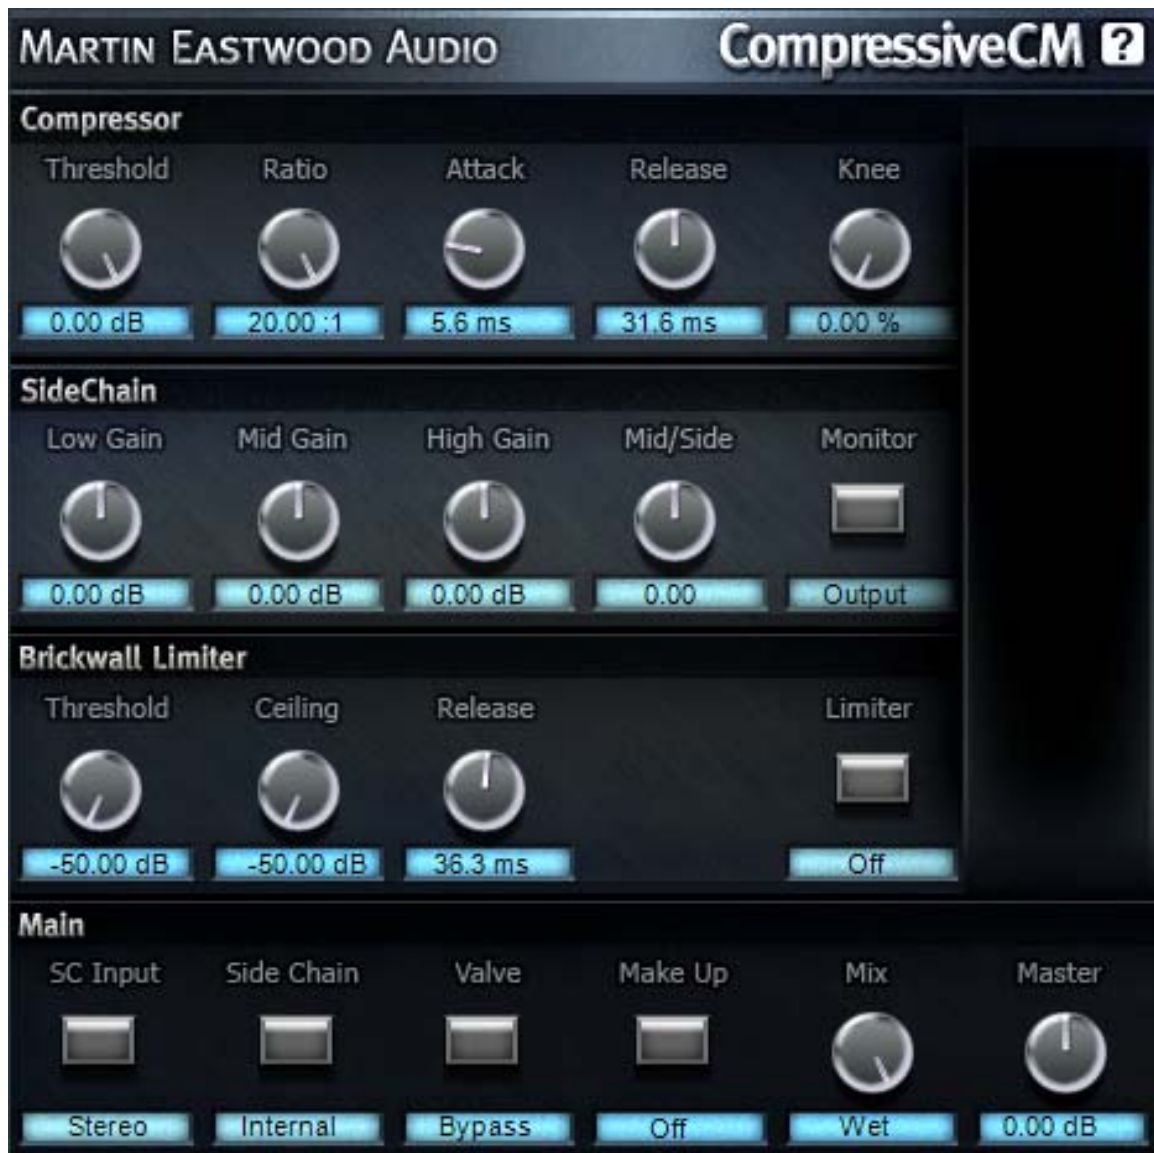 Martin Eastwood Audio CompressiveCM ?
Compressor
Threshold Ratio Attack Release Knee
0.00 dB 20.00 :1 5.6 ms 31.6 ms 0.00 %
SideChain
Low Gain Mid Gain High Gain Mid/Side Monitor
0.00 dB 0.00 dB 0.00 dB 0.00 Output
Brickwall Limiter
Threshold Ceiling Release Limiter
-50.00 dB -50.00 dB 36.3 ms Off
Main
SC Input Side Chain Valve Make Up Mix Master
Stereo Internal Bypass Off Wet 0.00 dB